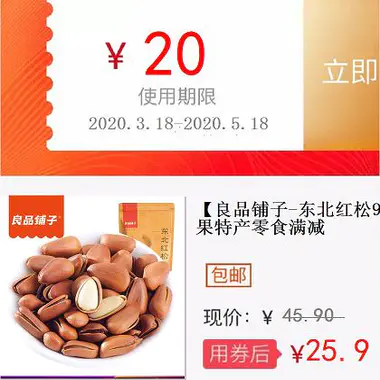 ¥ 20
立即
使用期限
2020.3.18-2020.5.18
良品铺子®
东北红松
【良品铺子-东北红松9
果特产零食满减
包邮
现价：¥ 45.90
用券后 ¥25.9